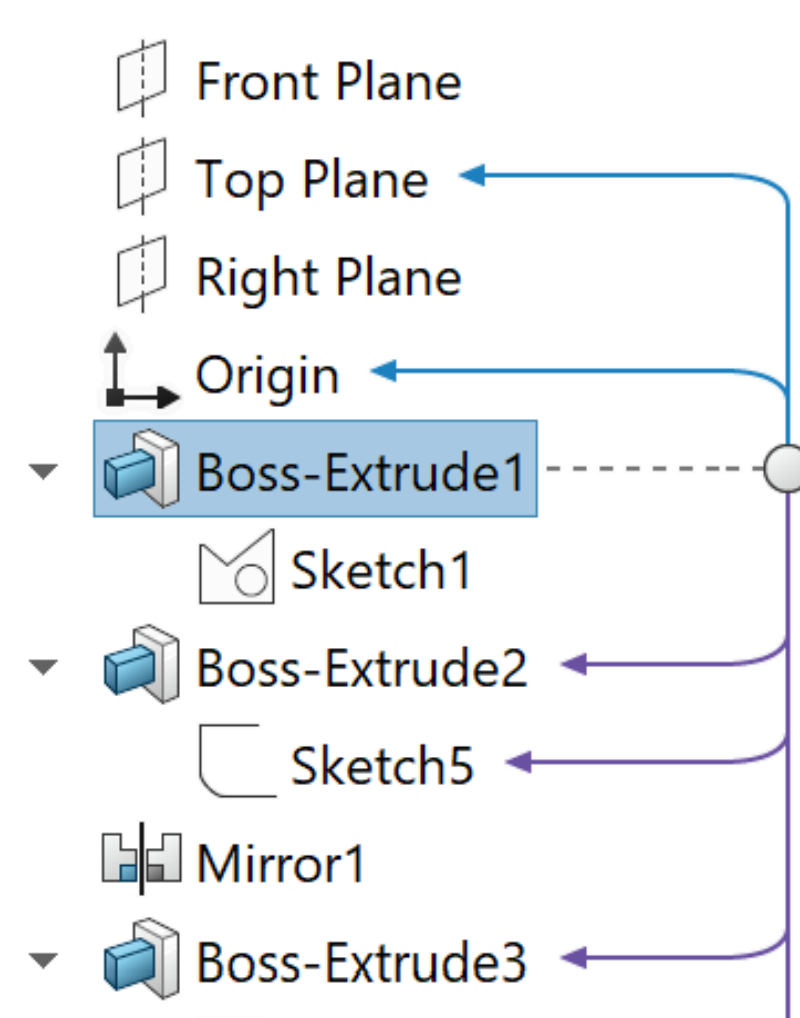 Front Plane
Top Plane
Right Plane
Origin
Boss-Extrude1
Sketch1
Boss-Extrude2
Sketch5
Mirror1
Boss-Extrude3